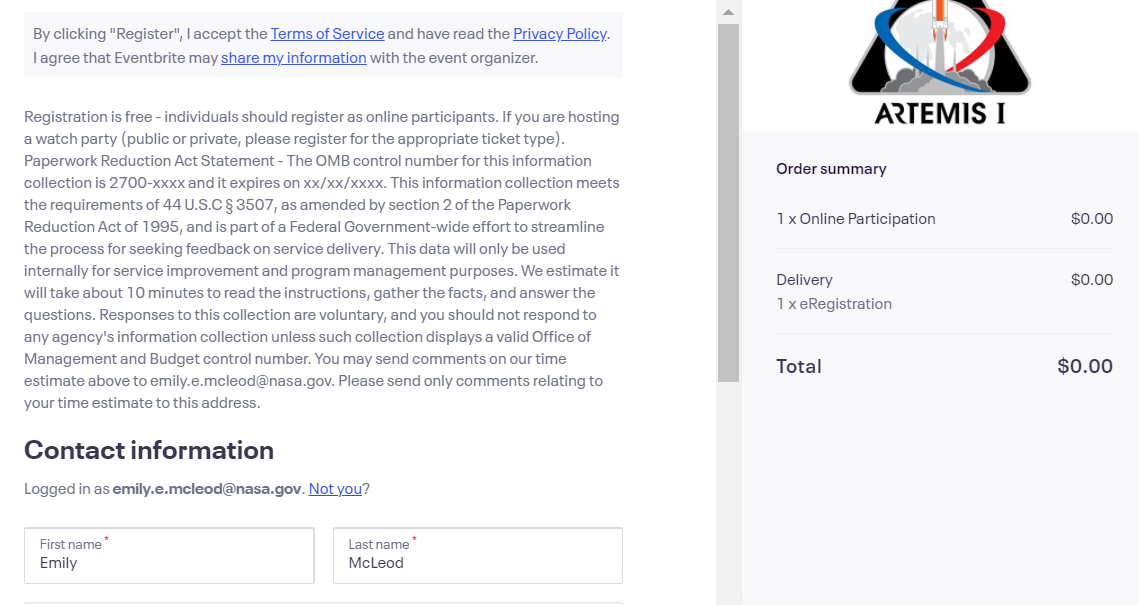 By clicking "Register", I accept the Terms of Service and have read the Privacy Policy.
I agree that Eventbrite may share my information with the event organizer.
Registration is free - individuals should register as online participants. If you are hosting
a watch party (public or private, please register for the appropriate ticket type).
Paperwork Reduction Act Statement - The OMB control number for this information
collection is 2700-xxxx and it expires on xx/xx/xxxx. This information collection meets
the requirements of 44 U.S.C § 3507, as amended by section 2 of the Paperwork
Reduction Act of 1995, and is part of a Federal Government-wide effort to streamline
the process for seeking feedback on service delivery. This data will only be used
internally for service improvement and program management purposes. We estimate it
will take about 10 minutes to read the instructions, gather the facts, and answer the
questions. Responses to this collection are voluntary, and you should not respond to
any agency's information collection unless such collection displays a valid Office of
Management and Budget control number. You may send comments on our time
estimate above to emily.e.mcleod@nasa.gov. Please send only comments relating to
your time estimate to this address.
Contact information
Logged in as emily.e.mcleod@nasa.gov. Not you?
First name *
Emily
Last name *
McLeod
ARTEMIS I
Order summary
1 x Online Participation $0.00
Delivery $0.00
1 x eRegistration
Total $0.00